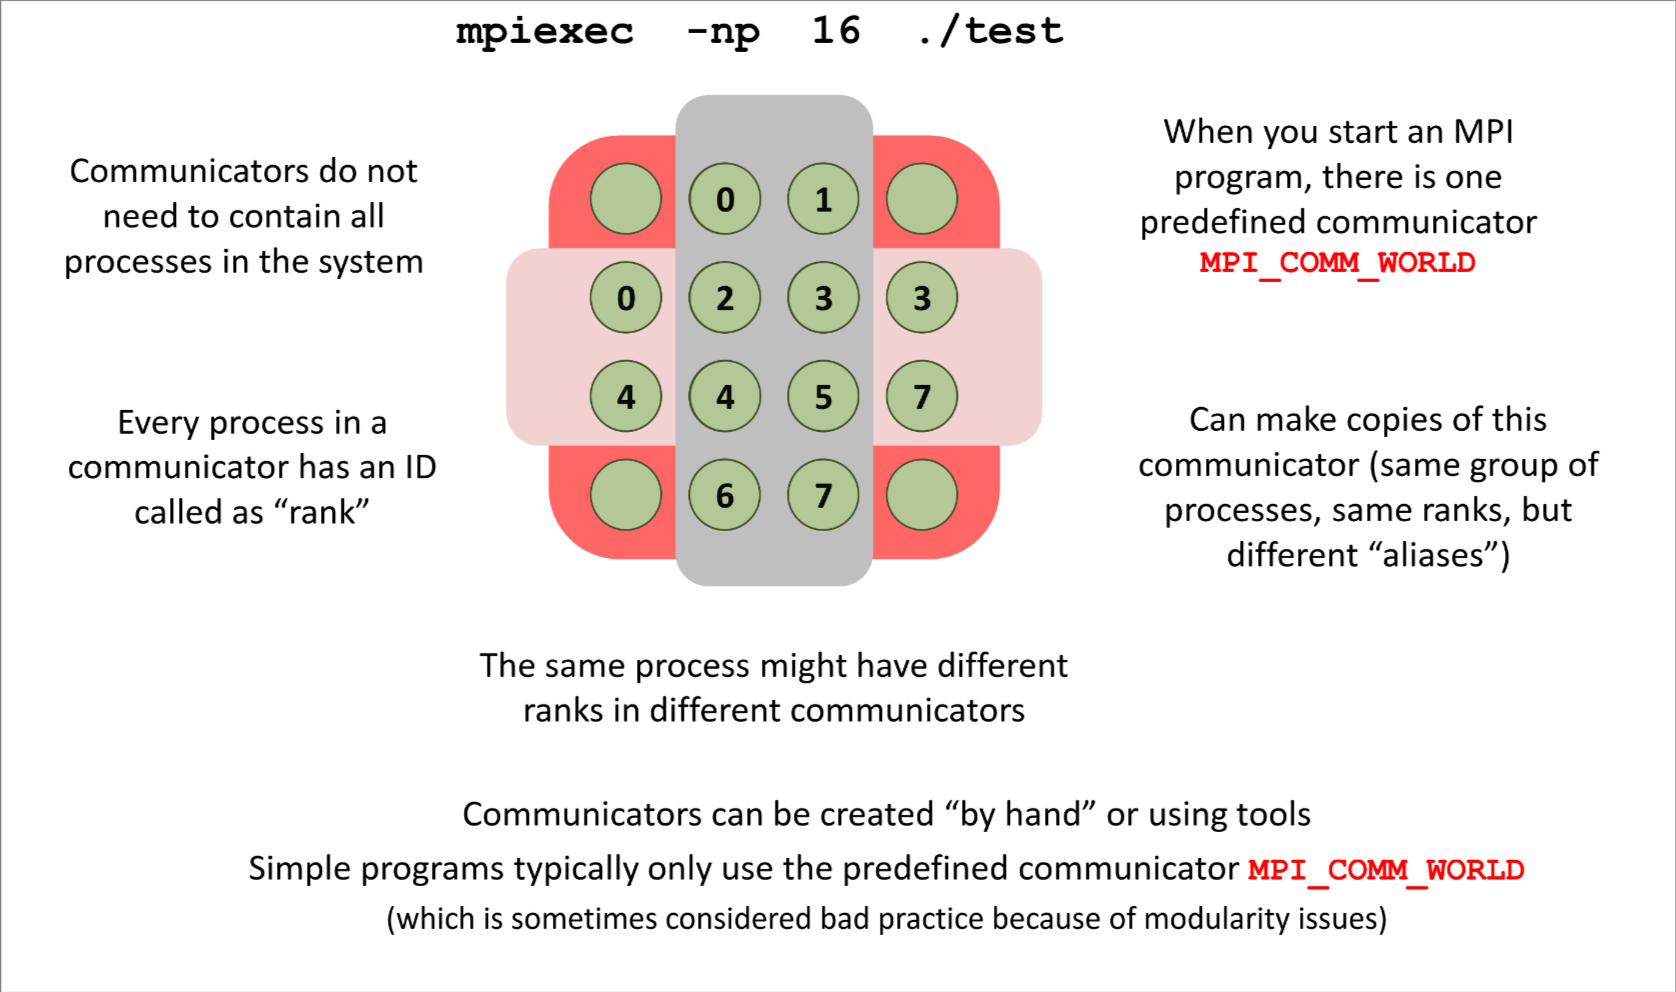 mpiexec -np 16 ./test
Communicators do not
need to contain all
processes in the system
Every process in a
communicator has an ID
called as “rank”
0 1
0 2 3 3
4 4 5 7
6 7
When you start an MPI
program, there is one
predefined communicator
MPI_COMM_WORLD
Can make copies of this
communicator (same group of
processes, same ranks, but
different “aliases”)
The same process might have different
ranks in different communicators
Communicators can be created “by hand” or using tools
Simple programs typically only use the predefined communicator MPI_COMM_WORLD
(which is sometimes considered bad practice because of modularity issues)